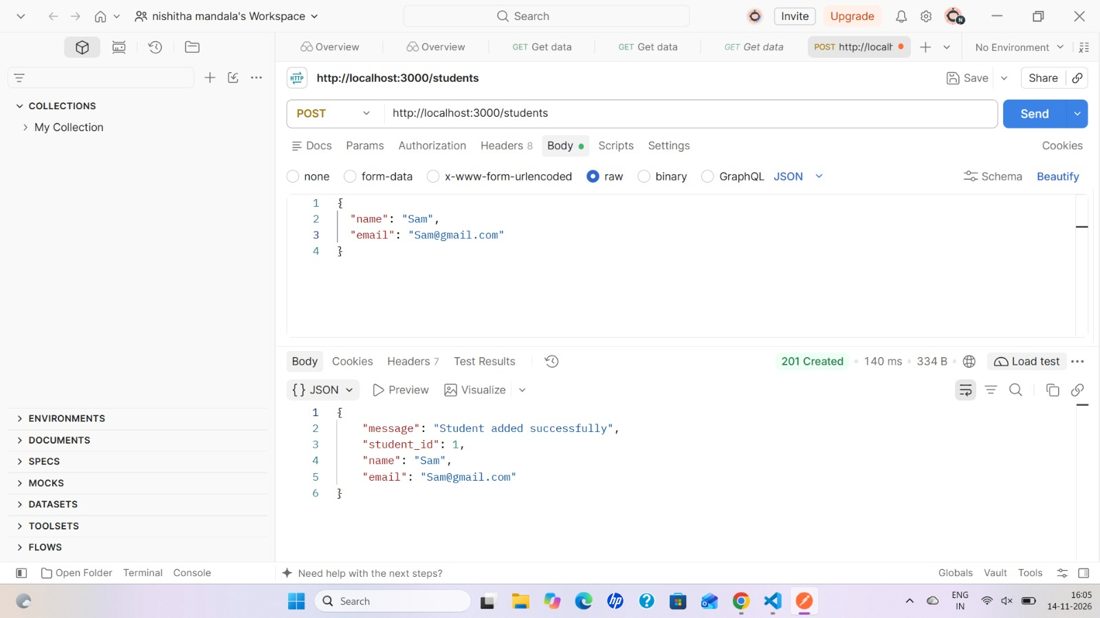 nishitha mandala's Workspace
Search
Invite
Upgrade
Overview
Overview
GET Get data
GET Get data
GET Get data
POST http://localh
No Environment
HTTP
http://localhost:3000/students
Save
Share
COLLECTIONS
My Collection
POST
http://localhost:3000/students
Send
Docs Params Authorization Headers 8 Body Scripts Settings
Cookies
none form-data x-www-form-urlencoded raw binary GraphQL JSON
Schema
Beautify
1 {
2 "name": "Sam",
3 "email": "Sam@gmail.com"
4 }
Body Cookies Headers 7 Test Results
201 Created
140 ms
334 B
Load test
{} JSON
Preview
Visualize
1 {
2 "message": "Student added successfully",
3 "student_id": 1,
4 "name": "Sam",
5 "email": "Sam@gmail.com"
6 }
ENVIRONMENTS
DOCUMENTS
SPECS
MOCKS
DATASETS
TOOLSETS
FLOWS
Open Folder Terminal Console
Need help with the next steps?
Globals Vault Tools
Search
ENG
IN
16:05
14-11-2026